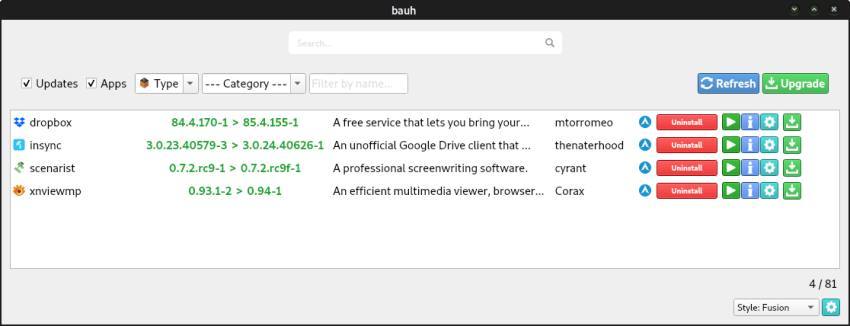 bauh
Search...
Updates Apps Type --- Category --- Filter by name... Refresh Upgrade
dropbox 84.4.170-1 > 85.4.155-1 A free service that lets you bring your... mtorromeo Uninstall
insync 3.0.23.40579-3 > 3.0.24.40626-1 An unofficial Google Drive client that ... thenaterhood Uninstall
scenarist 0.7.2.rc9-1 > 0.7.2.rc9f-1 A professional screenwriting software. cyrant Uninstall
xnviewmp 0.93.1-2 > 0.94-1 An efficient multimedia viewer, browser... Corax Uninstall
4 / 81
Style: Fusion